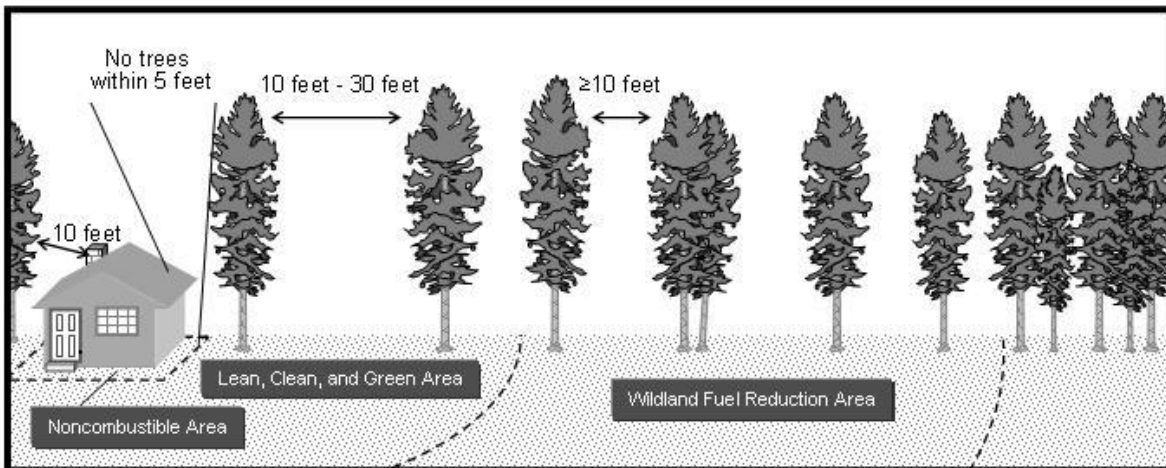 No trees
within 5 feet
10 feet - 30 feet
≥10 feet
10 feet
Lean, Clean, and Green Area
Wildland Fuel Reduction Area
Noncombustible Area